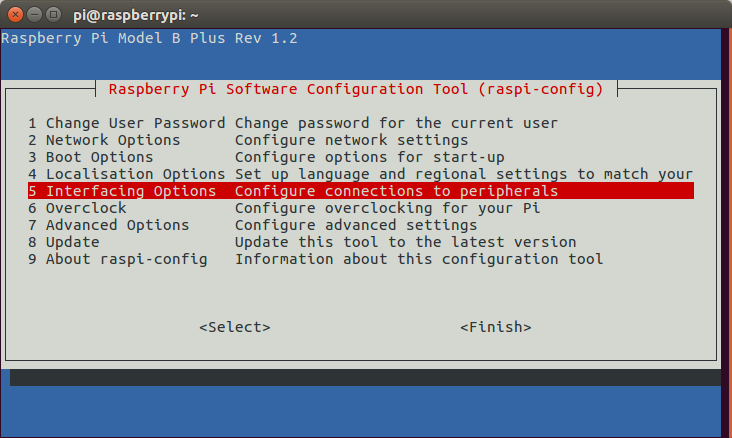 pi@raspberrypi: ~
Raspberry Pi Model B Plus Rev 1.2
Raspberry Pi Software Configuration Tool (raspi-config)
1 Change User Password Change password for the current user
2 Network Options Configure network settings
3 Boot Options Configure options for start-up
4 Localisation Options Set up language and regional settings to match your
5 Interfacing Options Configure connections to peripherals
6 Overclock Configure overclocking for your Pi
7 Advanced Options Configure advanced settings
8 Update Update this tool to the latest version
9 About raspi-config Information about this configuration tool
<Select> <Finish>